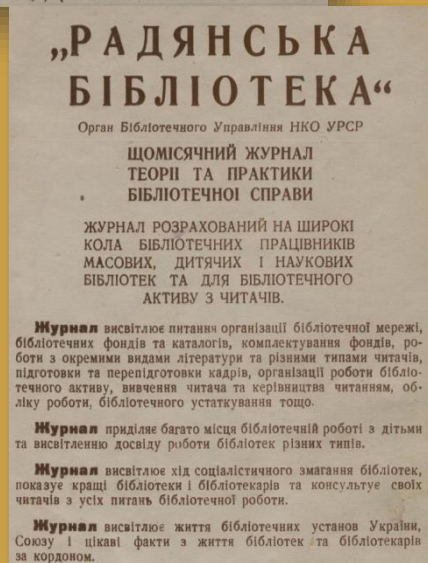 „РАДЯНСЬКА
БІБЛІОТЕКА“
Орган Бібліотечного Управління НКО УРСР
ЩОМІСЯЧНИЙ ЖУРНАЛ
ТЕОРІЇ ТА ПРАКТИКИ
БІБЛІОТЕЧНОЇ СПРАВИ
ЖУРНАЛ РОЗРАХОВАНИЙ НА ШИРОКІ
КОЛА БІБЛІОТЕЧНИХ ПРАЦІВНИКІВ
МАСОВИХ, ДИТЯЧИХ І НАУКОВИХ
БІБЛІОТЕК ТА ДЛЯ БІБЛІОТЕЧНОГО
АКТИВУ З ЧИТАЧІВ.
Журнал висвітлює питання організації бібліотечної мережі,
бібліотечних фондів та каталогів, комплектування фондів, ро-
боти з окремими видами літератури та різними типами читачів,
підготовки та перепідготовки кадрів, організації роботи бібліо-
течного активу, вивчення читача та керівництва читанням, об-
ліку роботи, бібліотечного устаткування тощо.
Журнал приділяє багато місця бібліотечній роботі з дітьми
та висвітленню досвіду роботи бібліотек різних типів.
Журнал висвітлює хід соціалістичного змагання бібліотек,
показує кращі бібліотеки і бібліотекарів та консультує своїх
читачів з усіх питань бібліотечної роботи.
Журнал висвітлює життя бібліотечних установ України,
Союзу і цікаві факти з життя бібліотек та бібліотекарів
за кордоном.